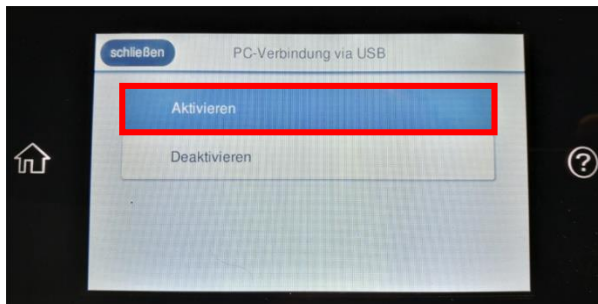 schließen
PC-Verbindung via USB
Aktivieren
Deaktivieren
?